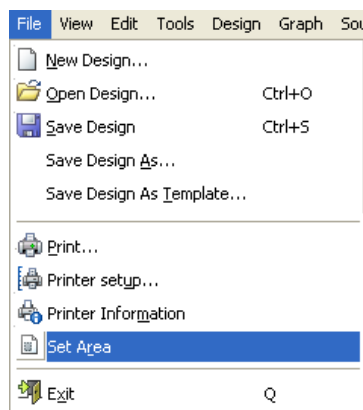 File View Edit Tools Design Graph Sou
New Design...
Open Design... Ctrl+O
Save Design Ctrl+S
Save Design As...
Save Design As Template...
Print...
Printer setup...
Printer Information
Set Area
Exit Q